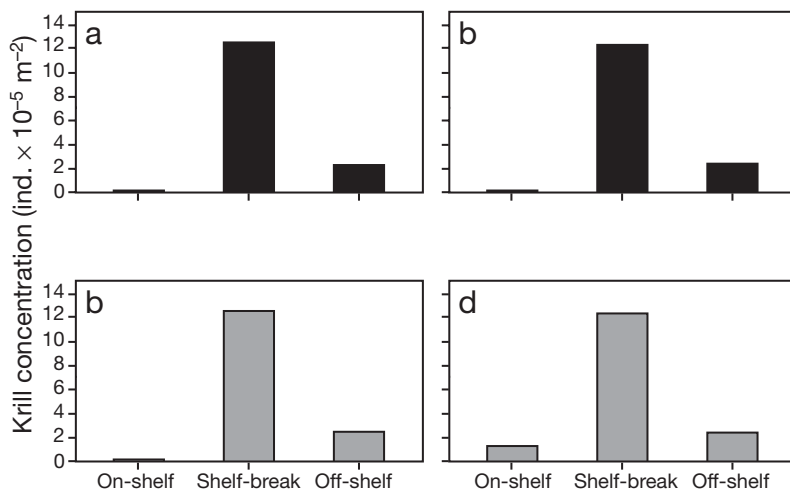 Krill concentration (ind. × 10⁻⁵ m⁻²)
a
14
12
10
8
6
4
2
0
b
b
14
12
10
8
6
4
2
0
On-shelf Shelf-break Off-shelf
d
On-shelf Shelf-break Off-shelf